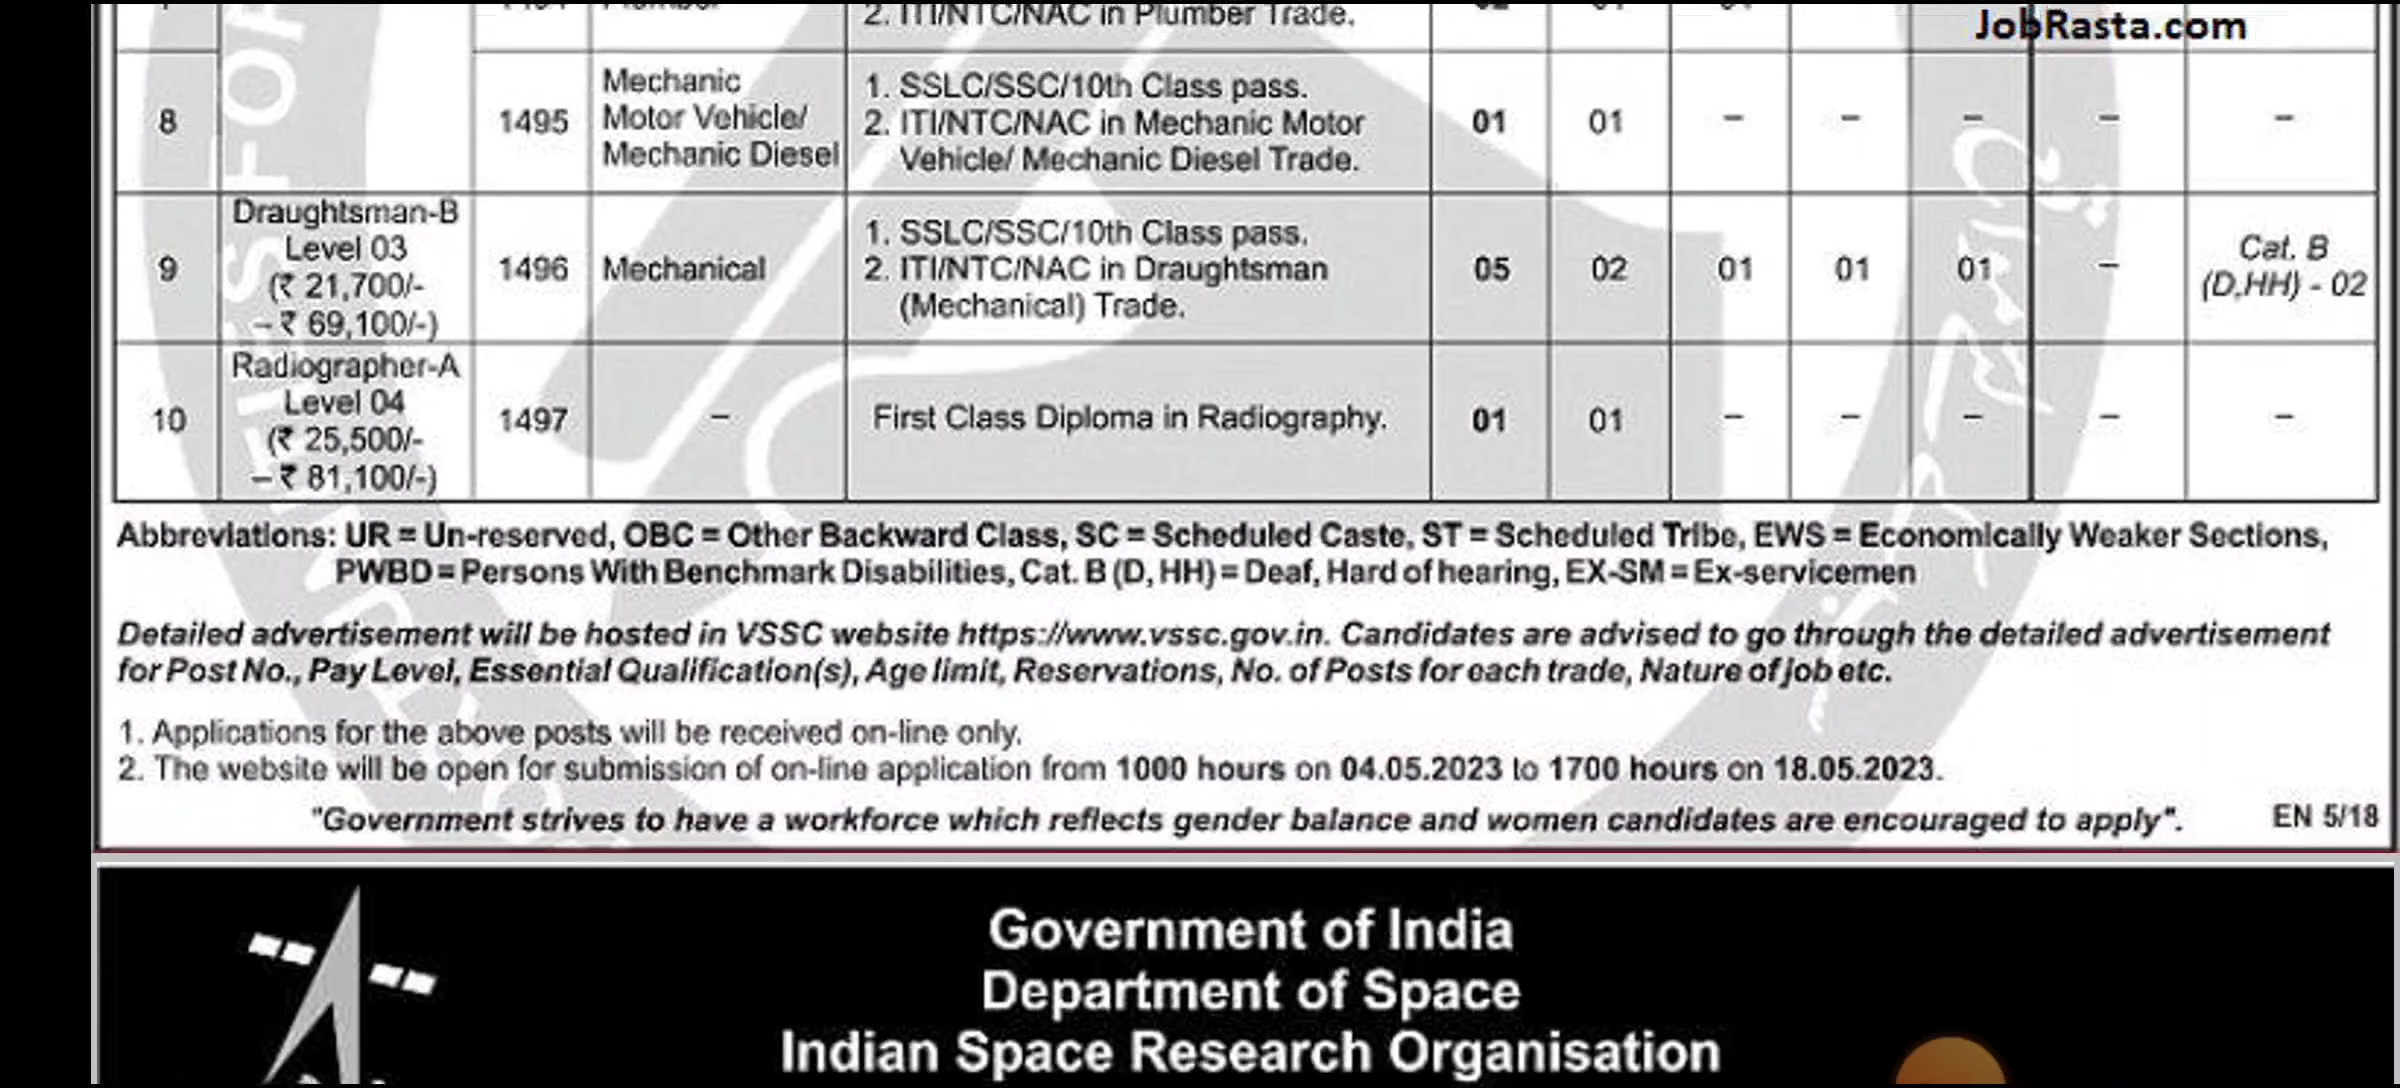 2. ITI/NTC/NAC in Plumber Trade.
JobRasta.com
8
1495
Mechanic
Motor Vehicle/
Mechanic Diesel
1. SSLC/SSC/10th Class pass.
2. ITI/NTC/NAC in Mechanic Motor
Vehicle/ Mechanic Diesel Trade.
01
01
–
–
–
–
–
9
Draughtsman-B
Level 03
(₹ 21,700/-
– ₹ 69,100/-)
1496
Mechanical
1. SSLC/SSC/10th Class pass.
2. ITI/NTC/NAC in Draughtsman
(Mechanical) Trade.
05
02
01
01
01
–
Cat. B
(D,HH) - 02
10
Radiographer-A
Level 04
(₹ 25,500/-
– ₹ 81,100/-)
1497
–
First Class Diploma in Radiography.
01
01
–
–
–
–
–
Abbreviations: UR = Un-reserved, OBC = Other Backward Class, SC = Scheduled Caste, ST = Scheduled Tribe, EWS = Economically Weaker Sections,
PWBD = Persons With Benchmark Disabilities, Cat. B (D, HH) = Deaf, Hard of hearing, EX-SM = Ex-servicemen
Detailed advertisement will be hosted in VSSC website https://www.vssc.gov.in. Candidates are advised to go through the detailed advertisement
for Post No., Pay Level, Essential Qualification(s), Age limit, Reservations, No. of Posts for each trade, Nature of job etc.
1. Applications for the above posts will be received on-line only.
2. The website will be open for submission of on-line application from 1000 hours on 04.05.2023 to 1700 hours on 18.05.2023.
"Government strives to have a workforce which reflects gender balance and women candidates are encouraged to apply".
EN 5/18
Government of India
Department of Space
Indian Space Research Organisation